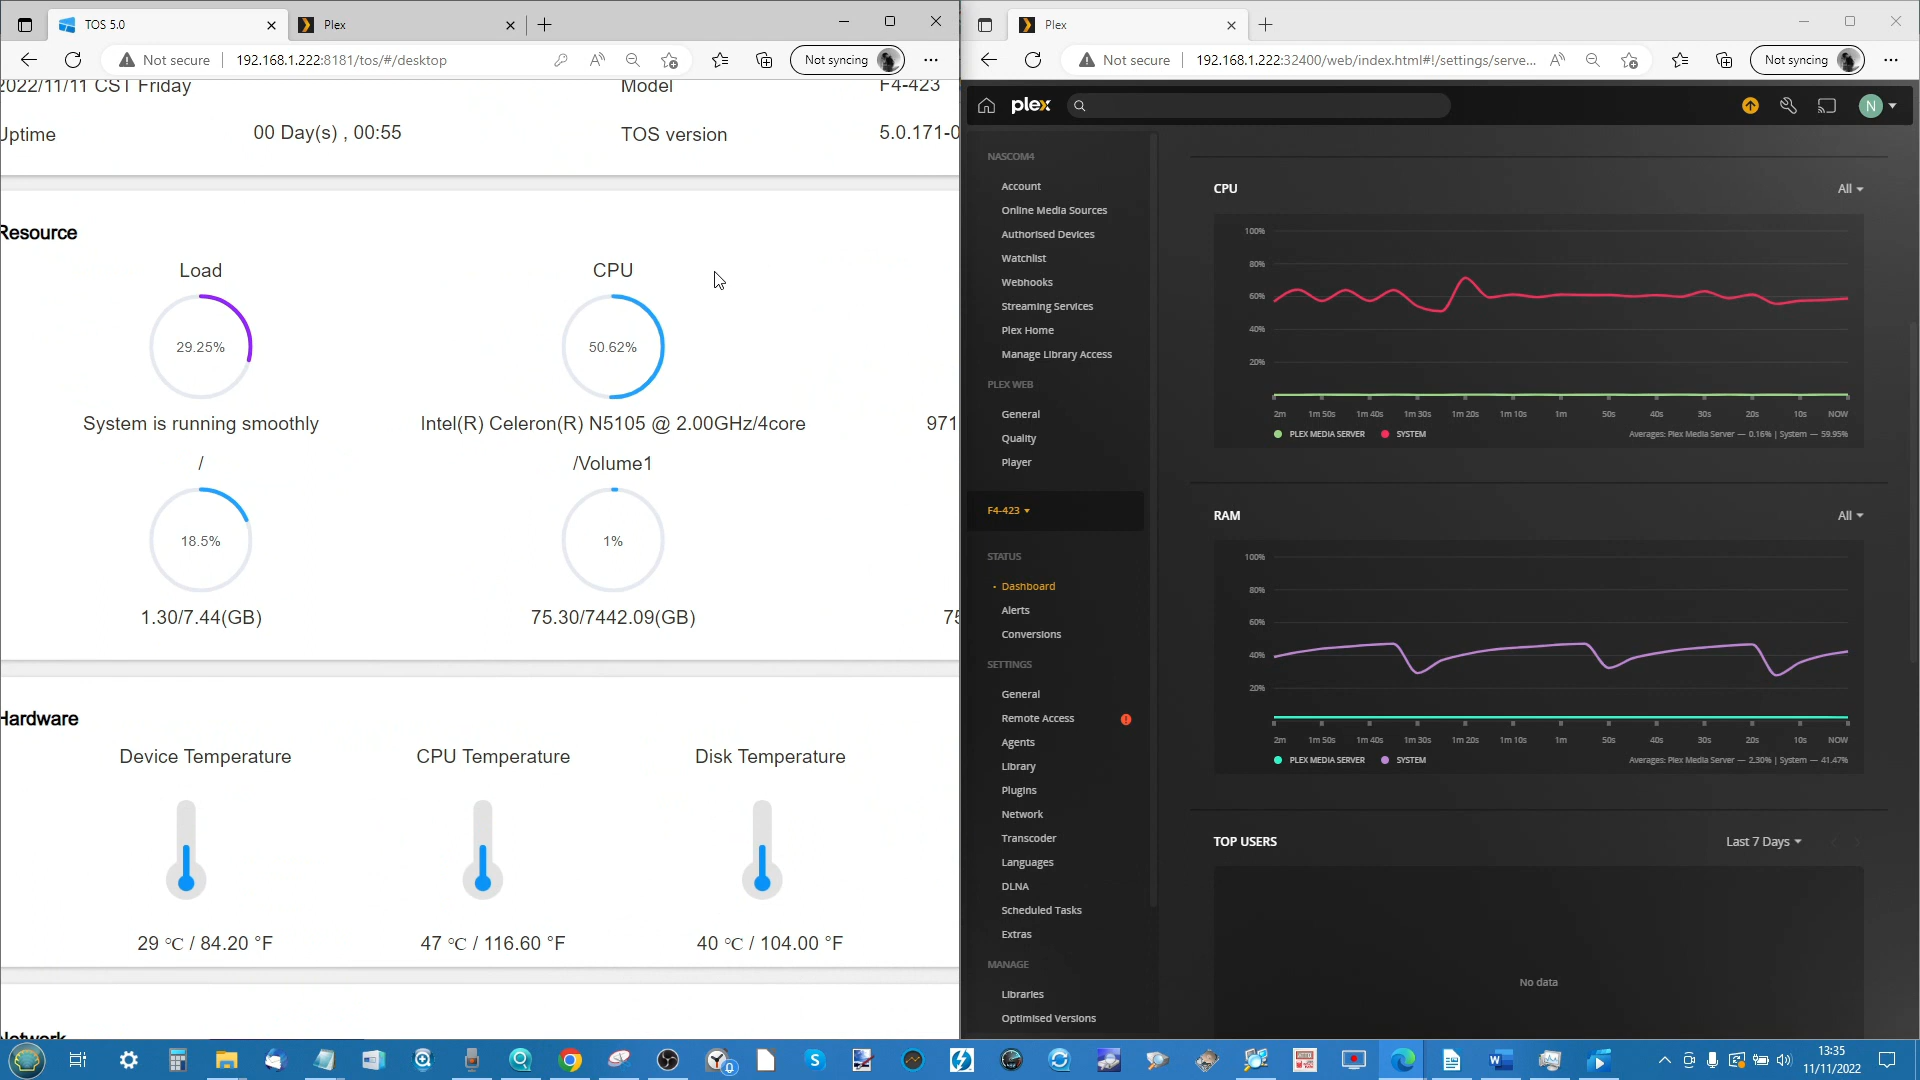 TOS 5.0
Plex
Not secure
192.168.1.222:8181/tos/#/desktop
Not syncing
2022/11/11 CST Friday
Model
F4-423
Uptime
00 Day(s) , 00:55
TOS version
5.0.171-0
Resource
Load
CPU
29.25%
50.62%
System is running smoothly
Intel(R) Celeron(R) N5105 @ 2.00GHz/4core
971
/
/Volume1
18.5%
1%
1.30/7.44(GB)
75.30/7442.09(GB)
75
Hardware
Device Temperature
CPU Temperature
Disk Temperature
29 °C / 84.20 °F
47 °C / 116.60 °F
40 °C / 104.00 °F
Network
Plex
Not secure
192.168.1.222:32400/web/index.html#!/settings/serve...
Not syncing
plex
N
NASCOM4
Account
Online Media Sources
Authorised Devices
Watchlist
Webhooks
Streaming Services
Plex Home
Manage Library Access
PLEX WEB
General
Quality
Player
F4-423
STATUS
Dashboard
Alerts
Conversions
SETTINGS
General
Remote Access
Agents
Library
Plugins
Network
Transcoder
Languages
DLNA
Scheduled Tasks
Extras
MANAGE
Libraries
Optimised Versions
CPU
All
100%
80%
60%
40%
20%
2m 1m 50s 1m 40s 1m 30s 1m 20s 1m 10s 1m 50s 40s 30s 20s 10s NOW
PLEX MEDIA SERVER SYSTEM
Averages: Plex Media Server — 0.16% | System — 59.95%
RAM
All
100%
80%
60%
40%
20%
2m 1m 50s 1m 40s 1m 30s 1m 20s 1m 10s 1m 50s 40s 30s 20s 10s NOW
PLEX MEDIA SERVER SYSTEM
Averages: Plex Media Server — 2.30% | System — 41.47%
TOP USERS
Last 7 Days
No data
13:35
11/11/2022